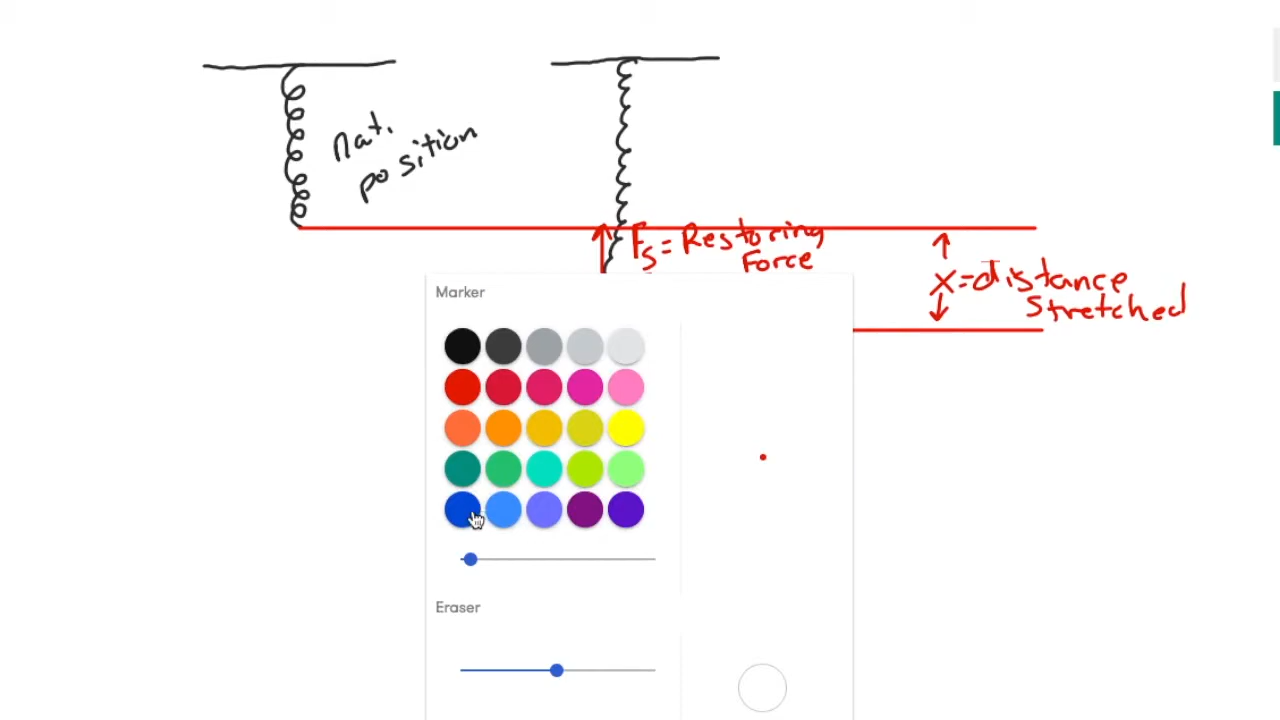 nat.
position
Fs = Restoring
Force
x = distance
Stretched
Marker
Eraser